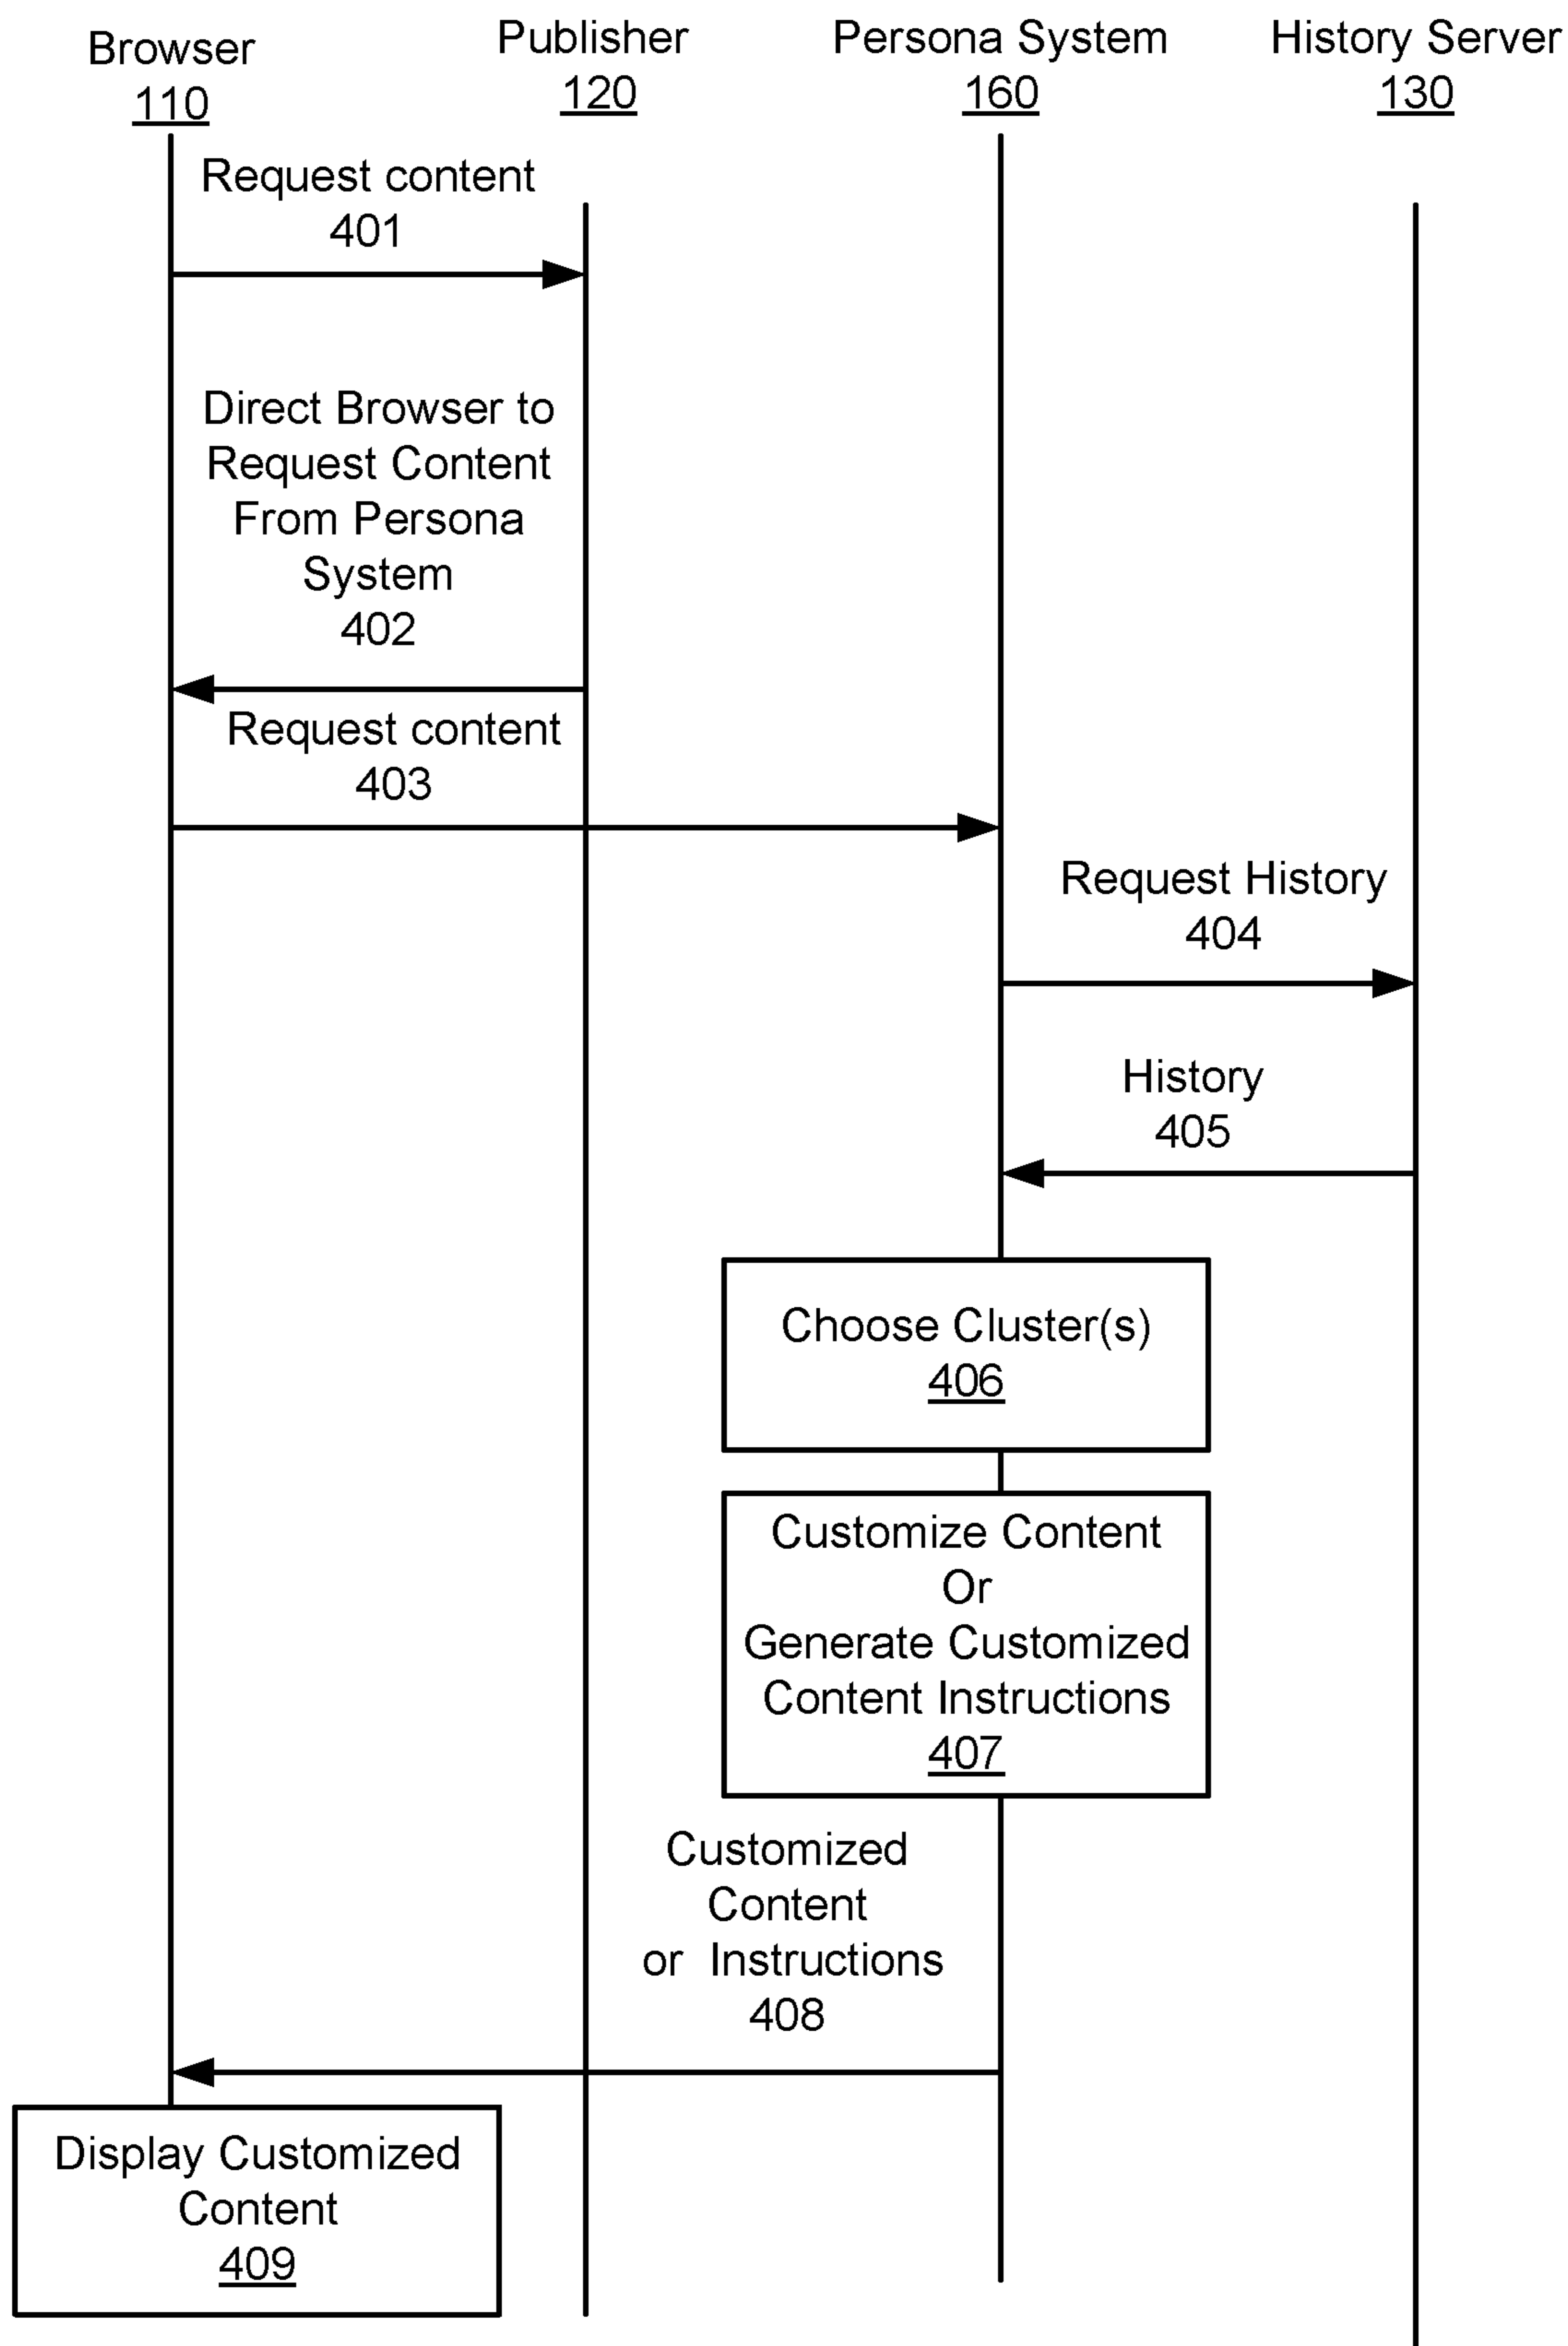 Browser
110
Publisher
120
Persona System
160
History Server
130
Request content
401
Direct Browser to
Request Content
From Persona
System
402
Request content
403
Request History
404
History
405
Choose Cluster(s)
406
Customize Content
Or
Generate Customized
Content Instructions
407
Customized
Content
or Instructions
408
Display Customized
Content
409